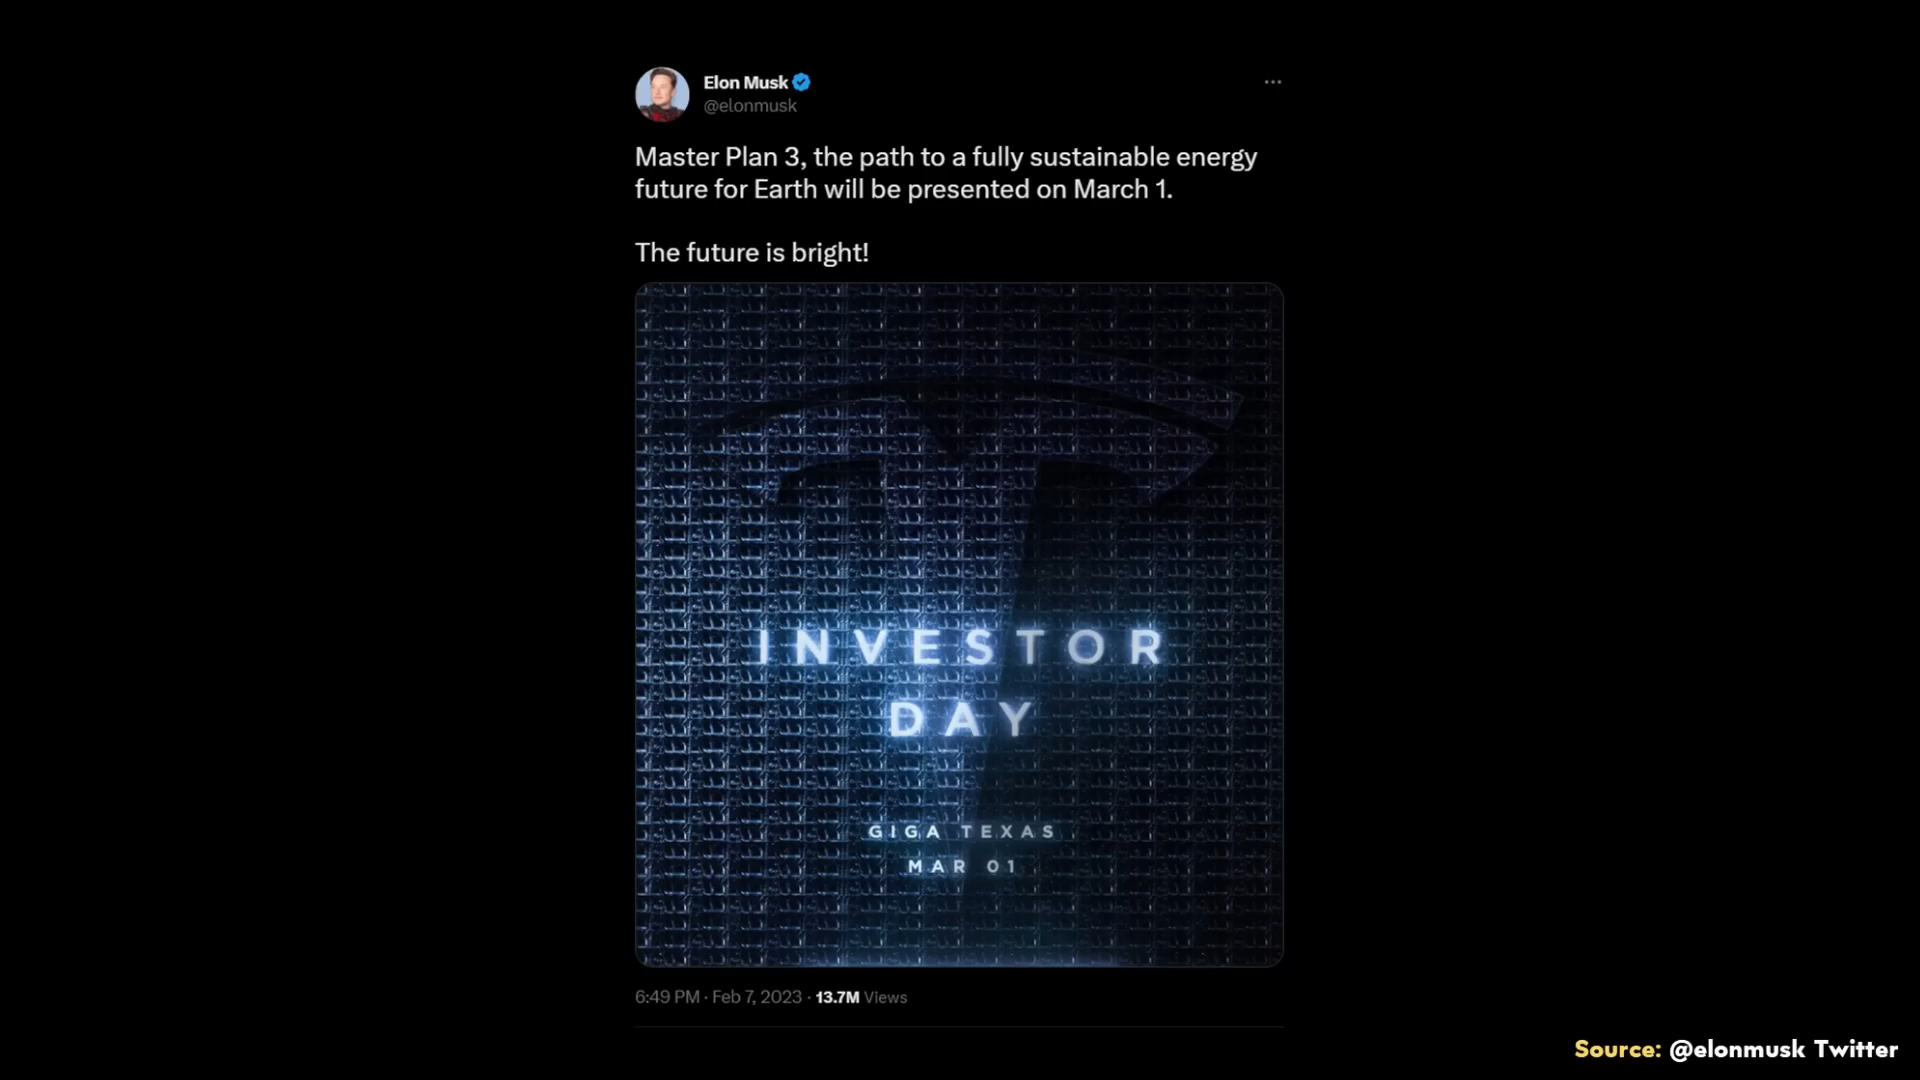 Elon Musk
@elonmusk
Master Plan 3, the path to a fully sustainable energy
future for Earth will be presented on March 1.
The future is bright!
INVESTOR
DAY
GIGA TEXAS
MAR 01
6:49 PM · Feb 7, 2023 · 13.7M Views
Source: @elonmusk Twitter